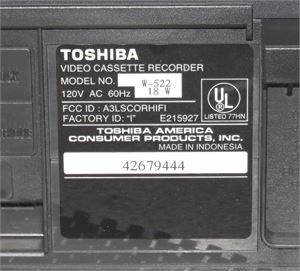 TOSHIBA
VIDEO CASSETTE RECORDER
MODEL NO. W-522
120V AC 60Hz 18 W
FCC ID : A3LSCORHIFI
FACTORY ID: "I" E215927
UL
LISTED 77HN
TOSHIBA AMERICA
CONSUMER PRODUCTS, INC.
MADE IN INDONESIA
42679444